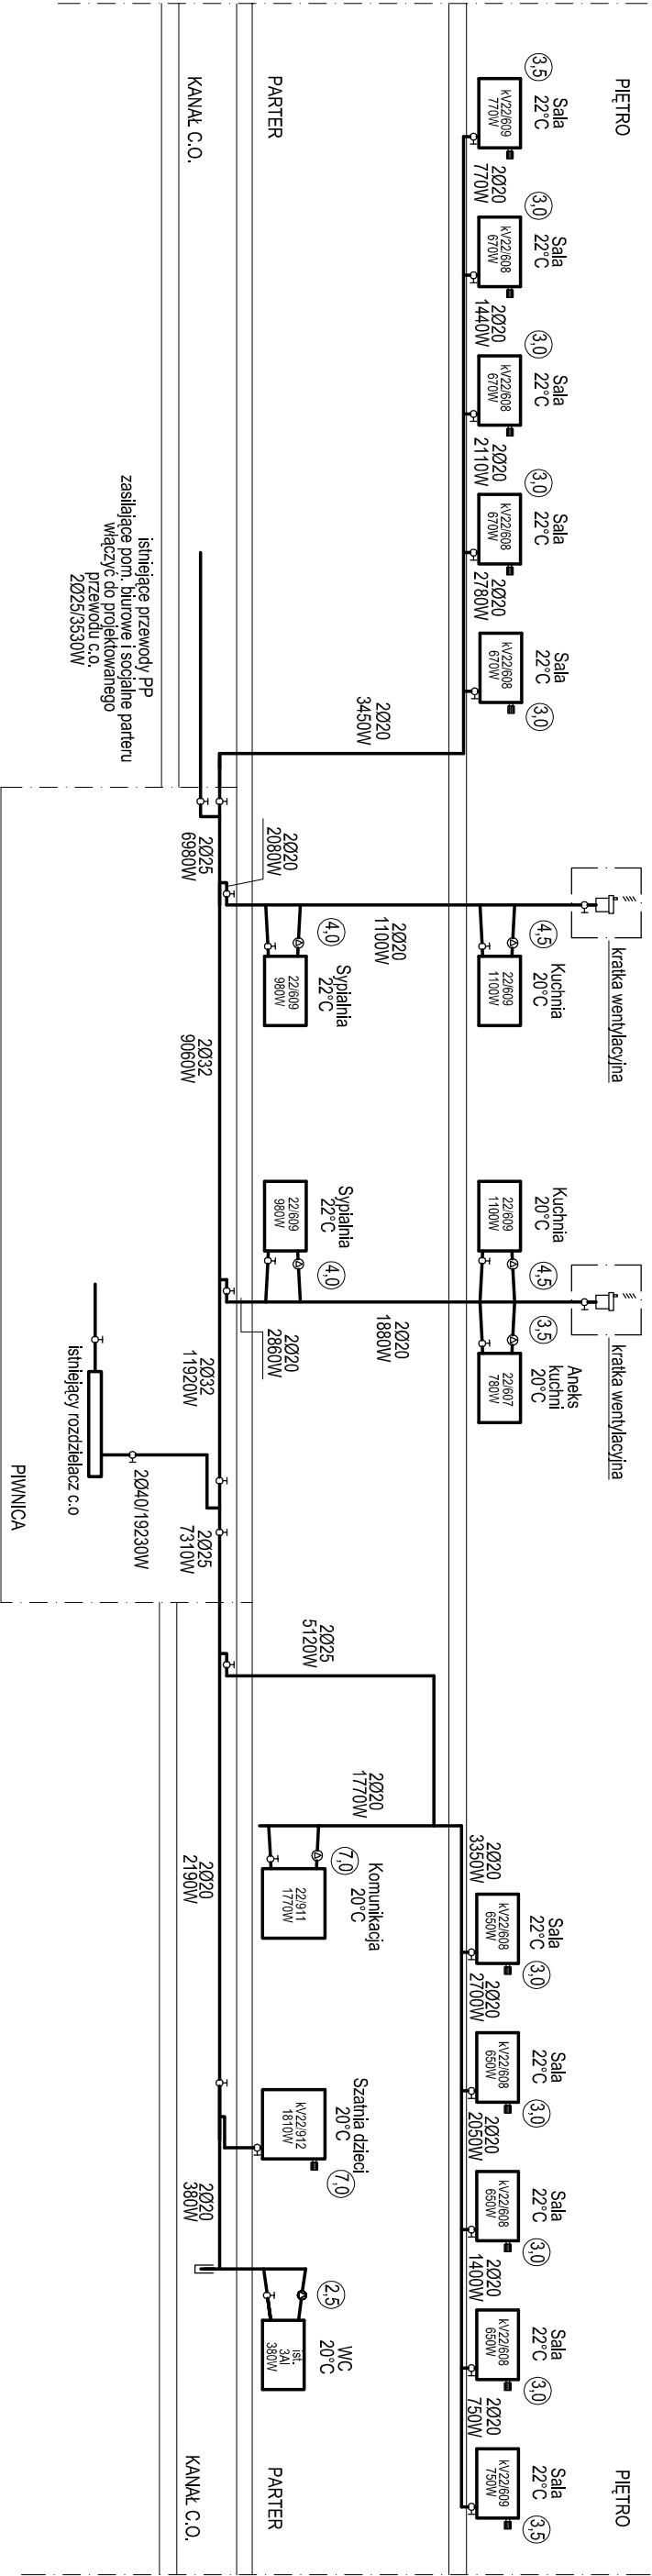 PIĘTRO
Sala
22°C
3,5
kV22/609
770W
2Ø20
770W
Sala
22°C
3,0
kV22/608
670W
2Ø20
1440W
Sala
22°C
3,0
kV22/608
670W
2Ø20
2110W
Sala
22°C
3,0
kV22/608
670W
2Ø20
2780W
Sala
22°C
3,0
kV22/608
670W
kratka wentylacyjna
Kuchnia
20°C
4,5
22/609
1100W
Kuchnia
20°C
22/609
1100W
4,5
kratka wentylacyjna
3,5
Aneks
kuchni
20°C
22/607
780W
2Ø20
3350W
Sala
22°C
kV22/608
650W
3,0
2Ø20
2700W
Sala
22°C
kV22/608
650W
3,0
2Ø20
2050W
Sala
22°C
kV22/608
650W
3,0
2Ø20
1400W
Sala
22°C
kV22/608
650W
3,0
2Ø20
750W
Sala
22°C
kV22/609
750W
3,5
PIĘTRO
PARTER
2Ø20
3450W
2Ø20
2080W
2Ø20
1100W
4,0
Sypialnia
22°C
22/609
980W
Sypialnia
22°C
22/609
980W
4,0
2Ø20
1880W
2Ø20
2860W
2Ø25
5120W
2Ø20
1770W
7,0
Komunikacja
20°C
22/911
1770W
Szatnia dzieci
20°C
kV22/912
1810W
7,0
2,5
WC
20°C
ist.
3Al
380W
PARTER
KANAŁ C.O.
2Ø25
6980W
2Ø32
9060W
2Ø32
11920W
2Ø25
7310W
2Ø20
2190W
2Ø20
380W
KANAŁ C.O.
istniejące przewody PP
zasilające pom. biurowe i socjalne parteru
włączyć do projektowanego
przewodu c.o.
2Ø25/3530W
istniejący rozdzielacz c.o
2Ø40/19230W
PIWNICA